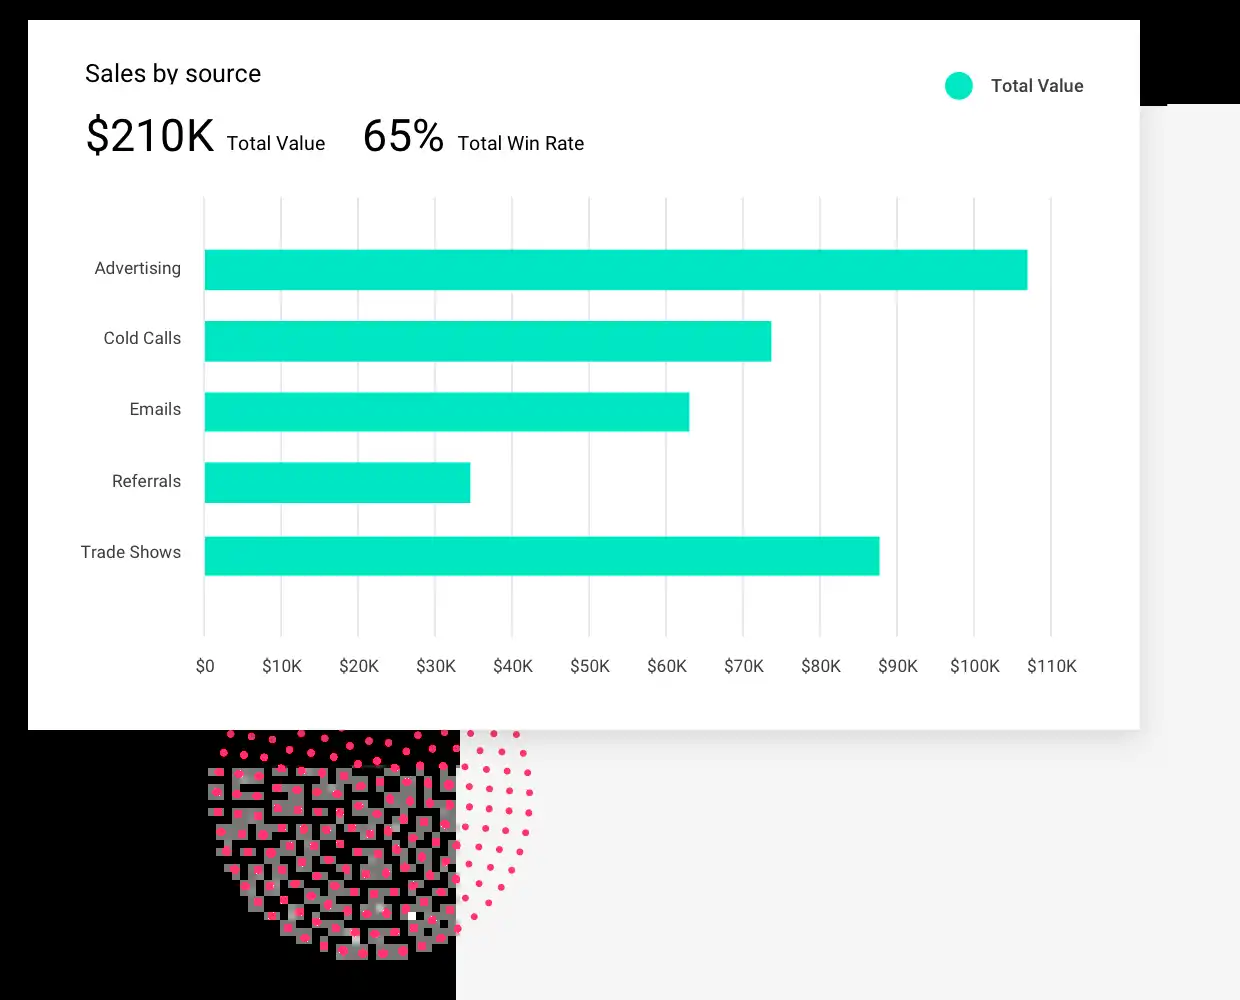 Sales by source
Total Value
$210K Total Value 65% Total Win Rate
Advertising
Cold Calls
Emails
Referrals
Trade Shows
$0 $10K $20K $30K $40K $50K $60K $70K $80K $90K $100K $110K